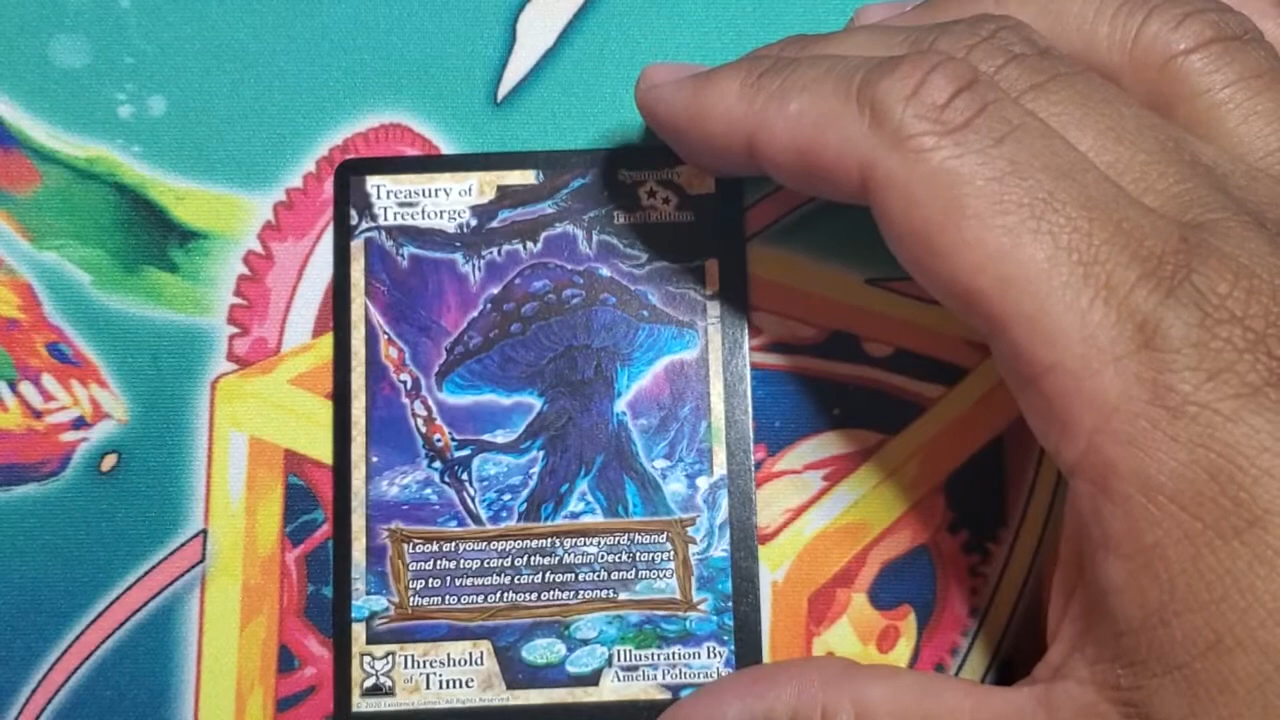 Treasury of
Treeforge
Symmetry
First Edition
Look at your opponent's graveyard, hand
and the top card of their Main Deck; target
up to 1 viewable card from each and move
them to one of those other zones.
Threshold
of Time
Illustration By
Amelia Poltorack
© 2020 Existence Games. All Rights Reserved.